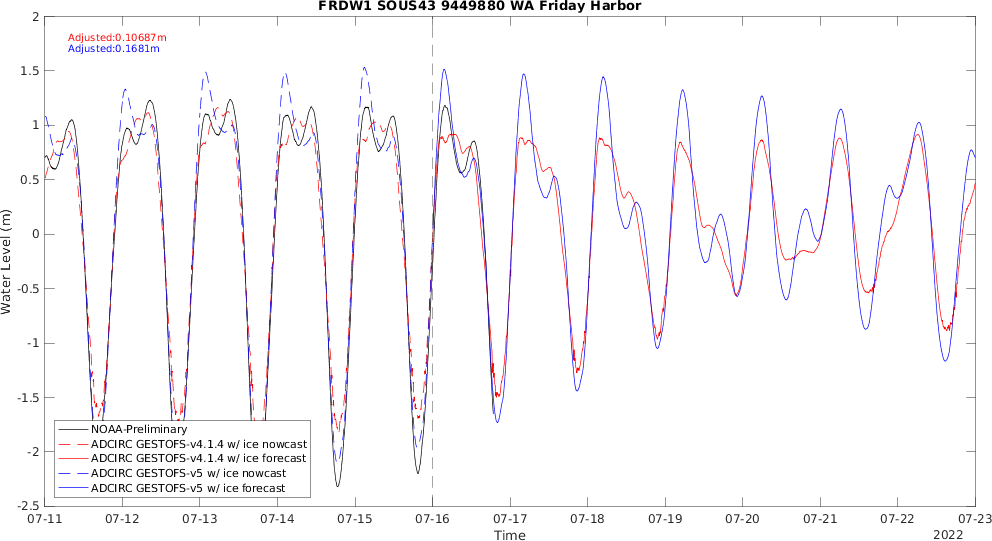 FRDW1 SOUS43 9449880 WA Friday Harbor
Adjusted:0.10687m
Adjusted:0.1681m
Water Level (m)
2
1.5
1
0.5
0
-0.5
-1
-1.5
-2
-2.5
NOAA-Preliminary
ADCIRC GESTOFS-v4.1.4 w/ ice nowcast
ADCIRC GESTOFS-v4.1.4 w/ ice forecast
ADCIRC GESTOFS-v5 w/ ice nowcast
ADCIRC GESTOFS-v5 w/ ice forecast
07-11 07-12 07-13 07-14 07-15 07-16 07-17 07-18 07-19 07-20 07-21 07-22 07-23
Time
2022